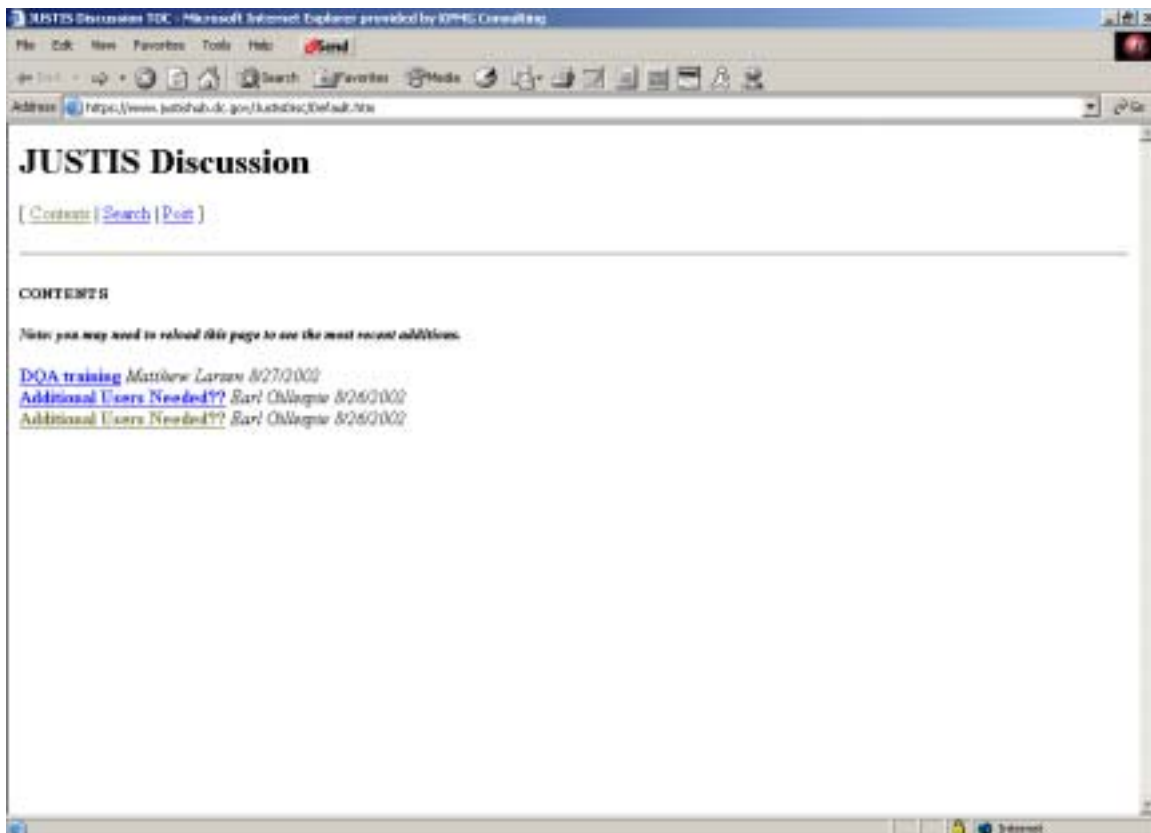 JUSTIS Discussion TOC - Microsoft Internet Explorer provided by KPMG Consulting
File Edit View Favorites Tools Help Send
Search Favorites Media
Address https://www.justishub.dc.gov/JustisDisc/Default.htm Go
JUSTIS Discussion
[ Contents | Search | Post ]
CONTENTS
Note: you may need to reload this page to see the most recent additions.
DQA training Matthew Larsen 8/27/2002
Additional Users Needed?? Earl Gillespie 8/26/2002
Additional Users Needed?? Earl Gillespie 8/26/2002
Internet